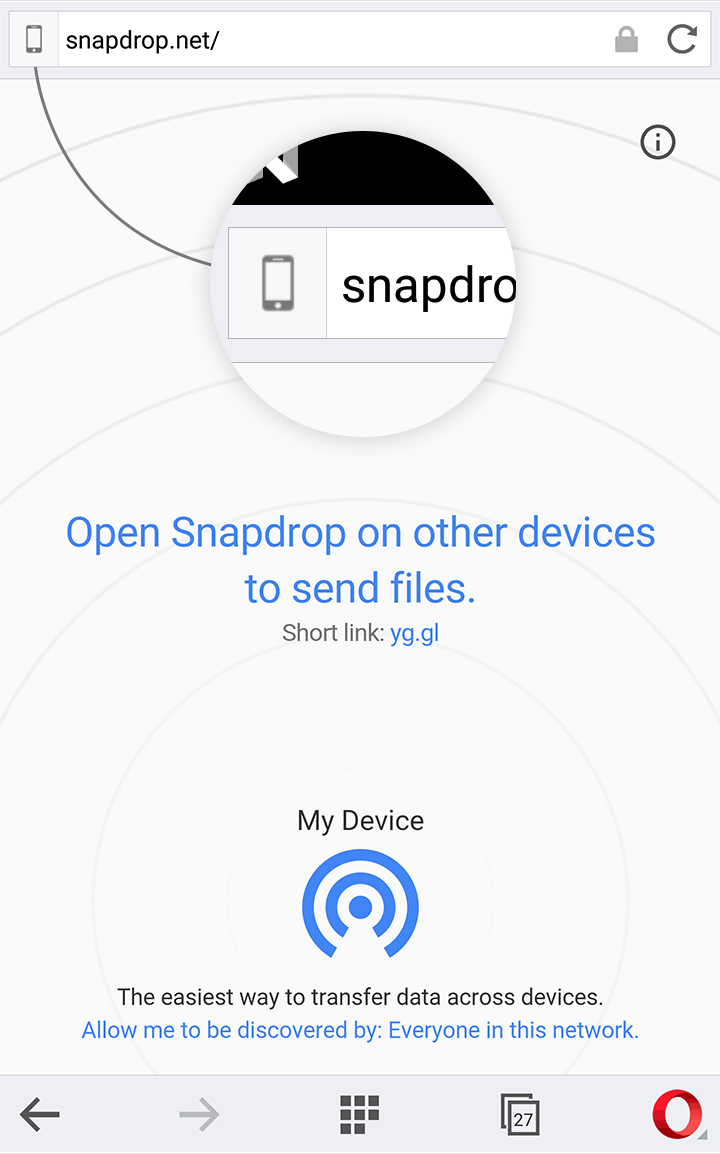 snapdrop.net/
snapdro
Open Snapdrop on other devices
to send files.
Short link: yg.gl
My Device
The easiest way to transfer data across devices.
Allow me to be discovered by: Everyone in this network.
27